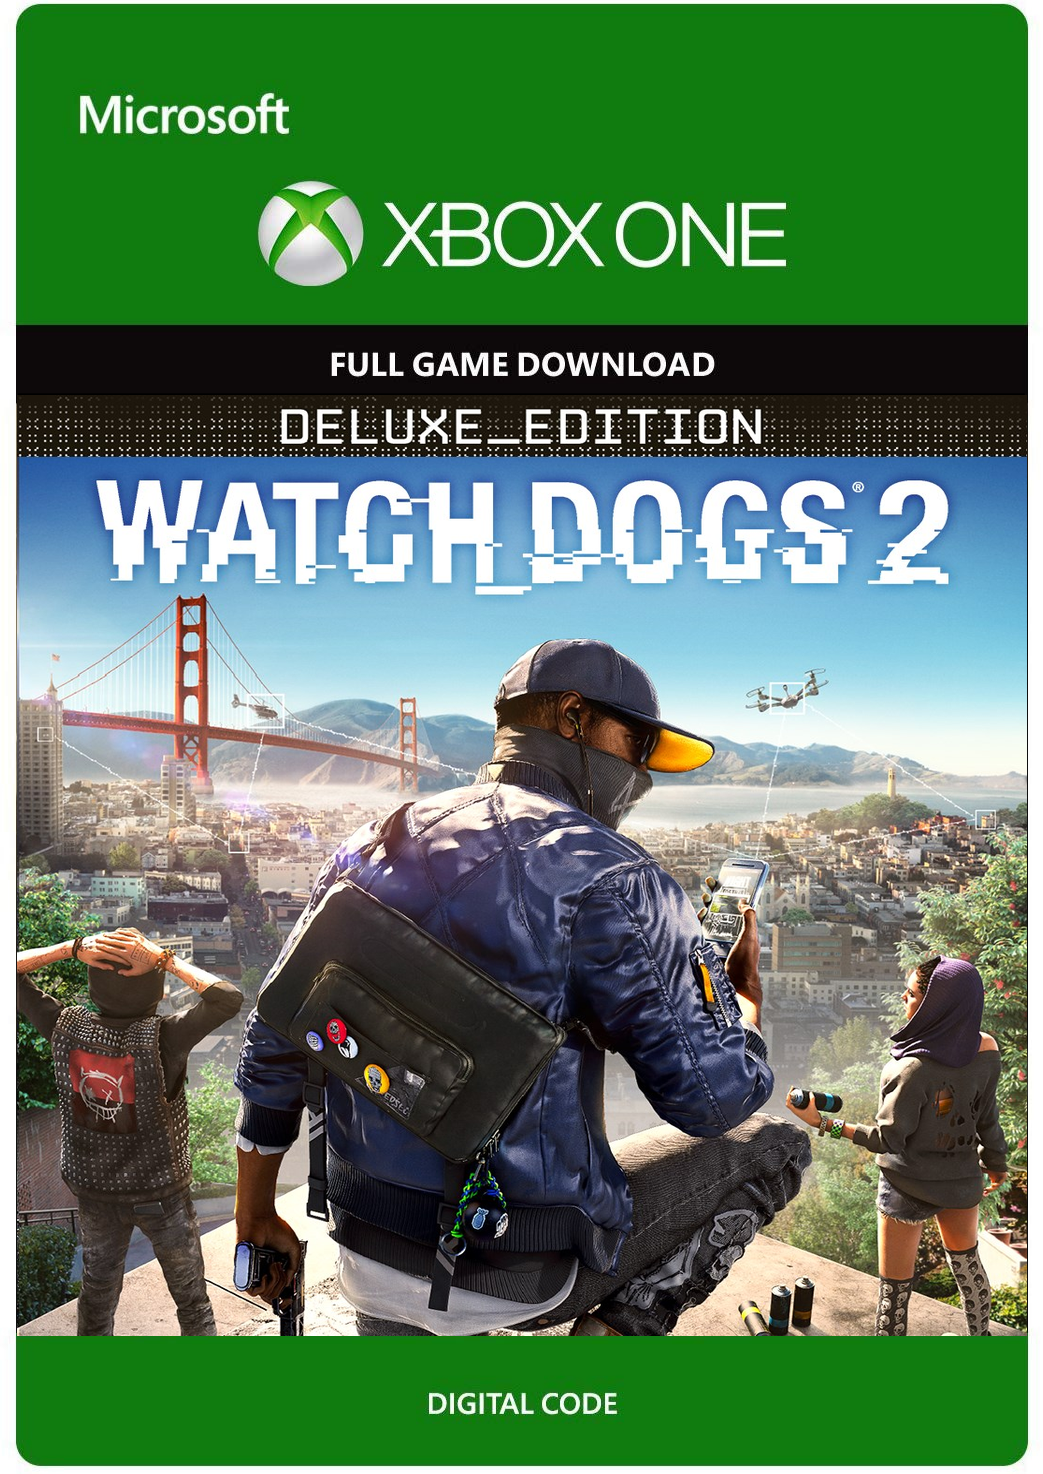 Microsoft
XBOX ONE
FULL GAME DOWNLOAD
DELUXE_EDITION
WATCH_DOGS® 2
DIGITAL CODE